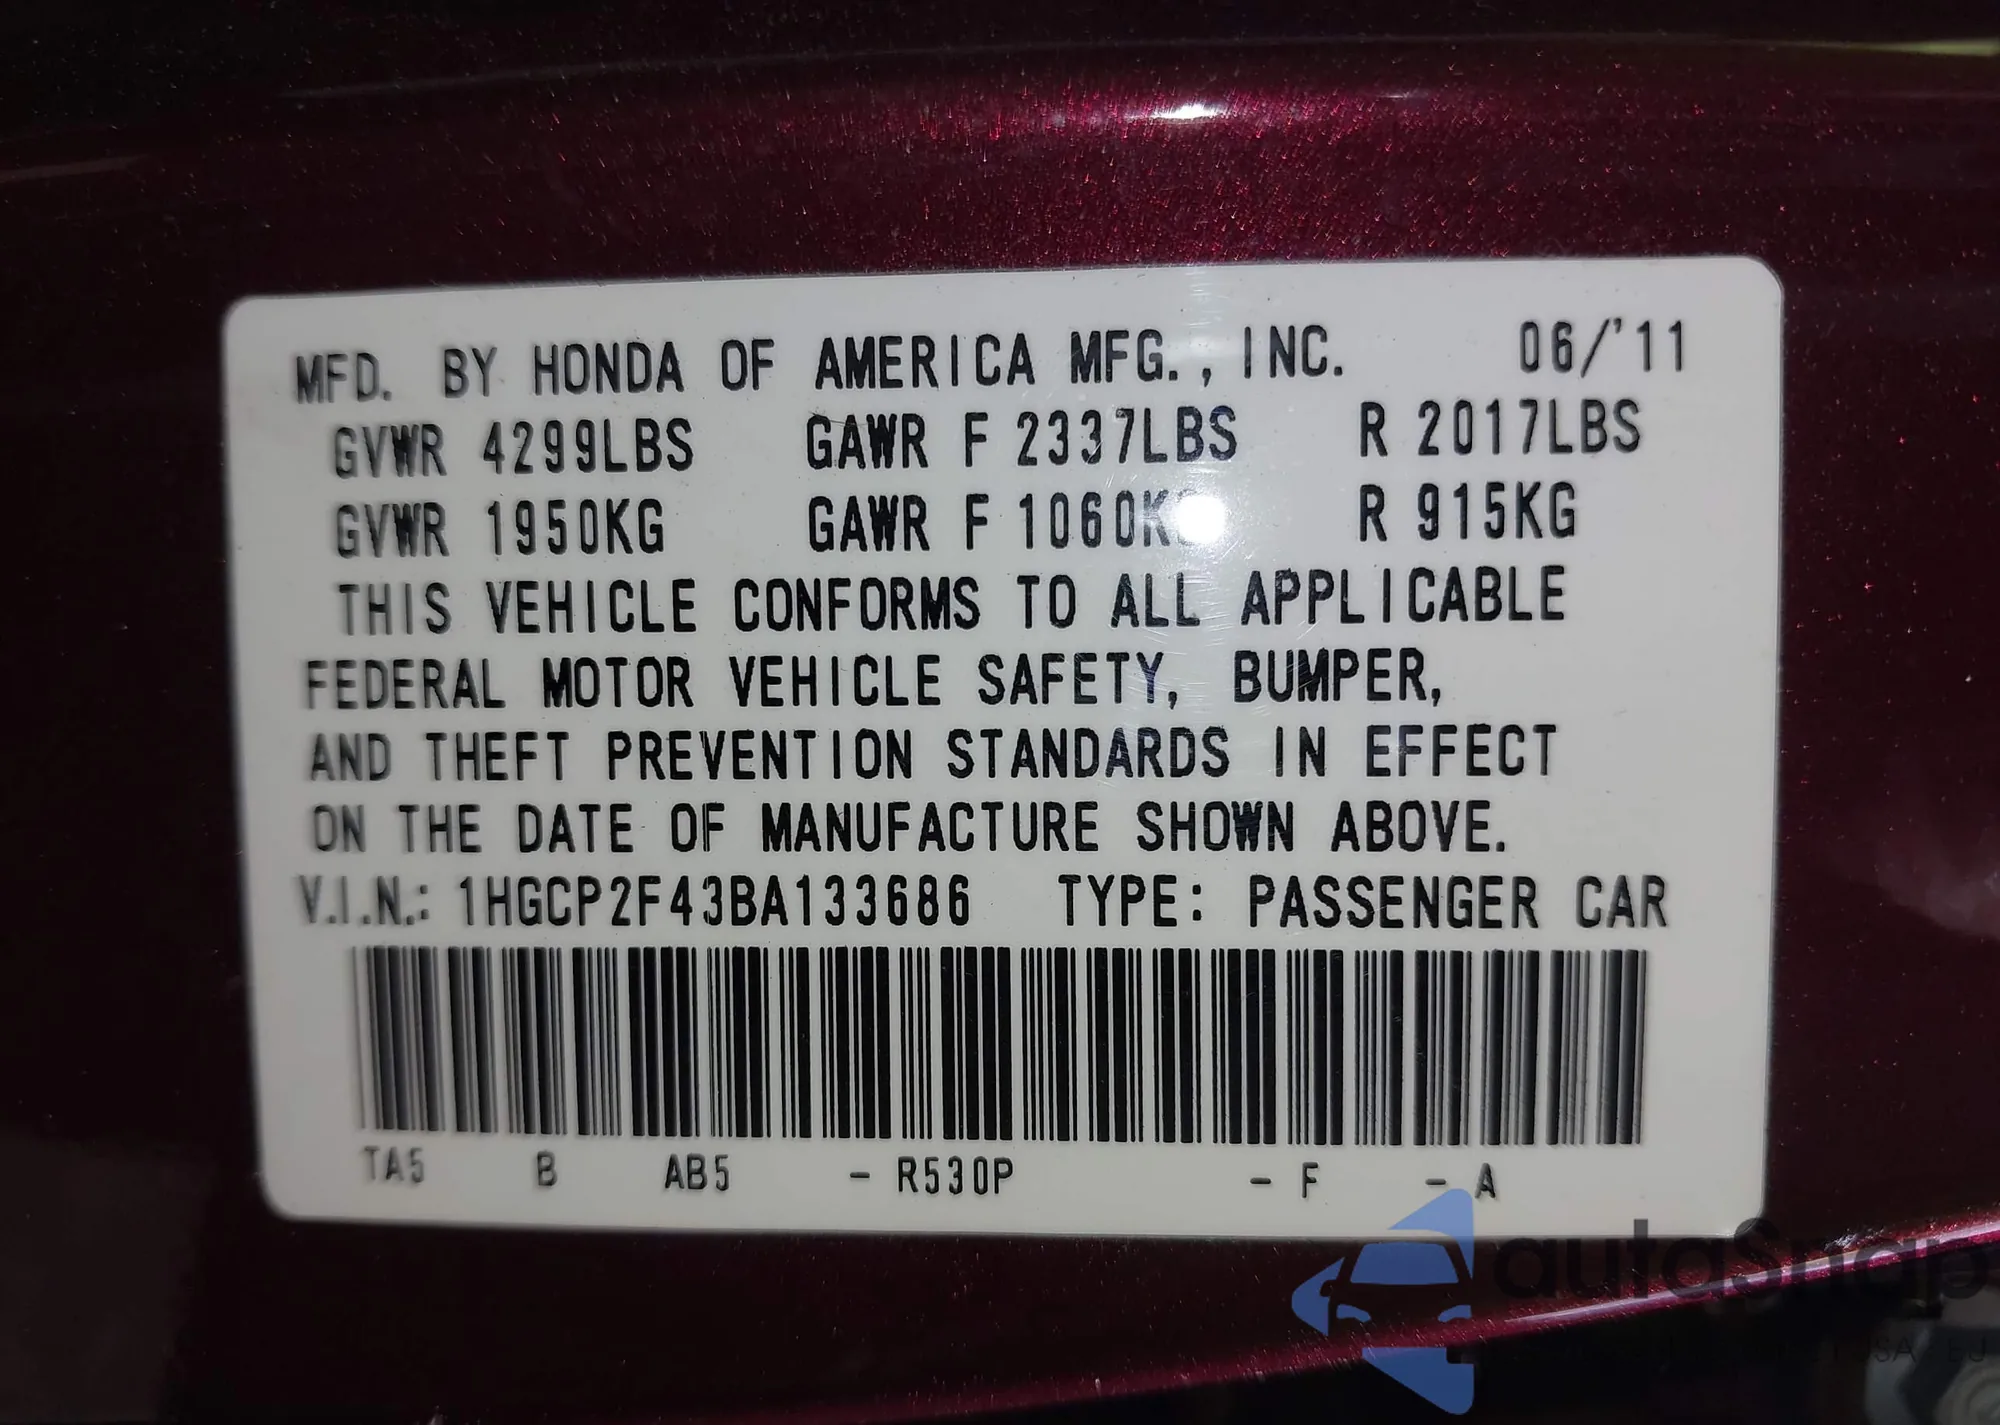 MFD. BY HONDA OF AMERICA MFG., INC. 06/'11
GVWR 4299LBS GAWR F 2337LBS R 2017LBS
GVWR 1950KG GAWR F 1060K R 915KG
THIS VEHICLE CONFORMS TO ALL APPLICABLE
FEDERAL MOTOR VEHICLE SAFETY, BUMPER,
AND THEFT PREVENTION STANDARDS IN EFFECT
ON THE DATE OF MANUFACTURE SHOWN ABOVE.
V.I.N.: 1HGCP2F43BA133686 TYPE: PASSENGER CAR
TA5 B AB5 - R530P - F - A
autaSnap